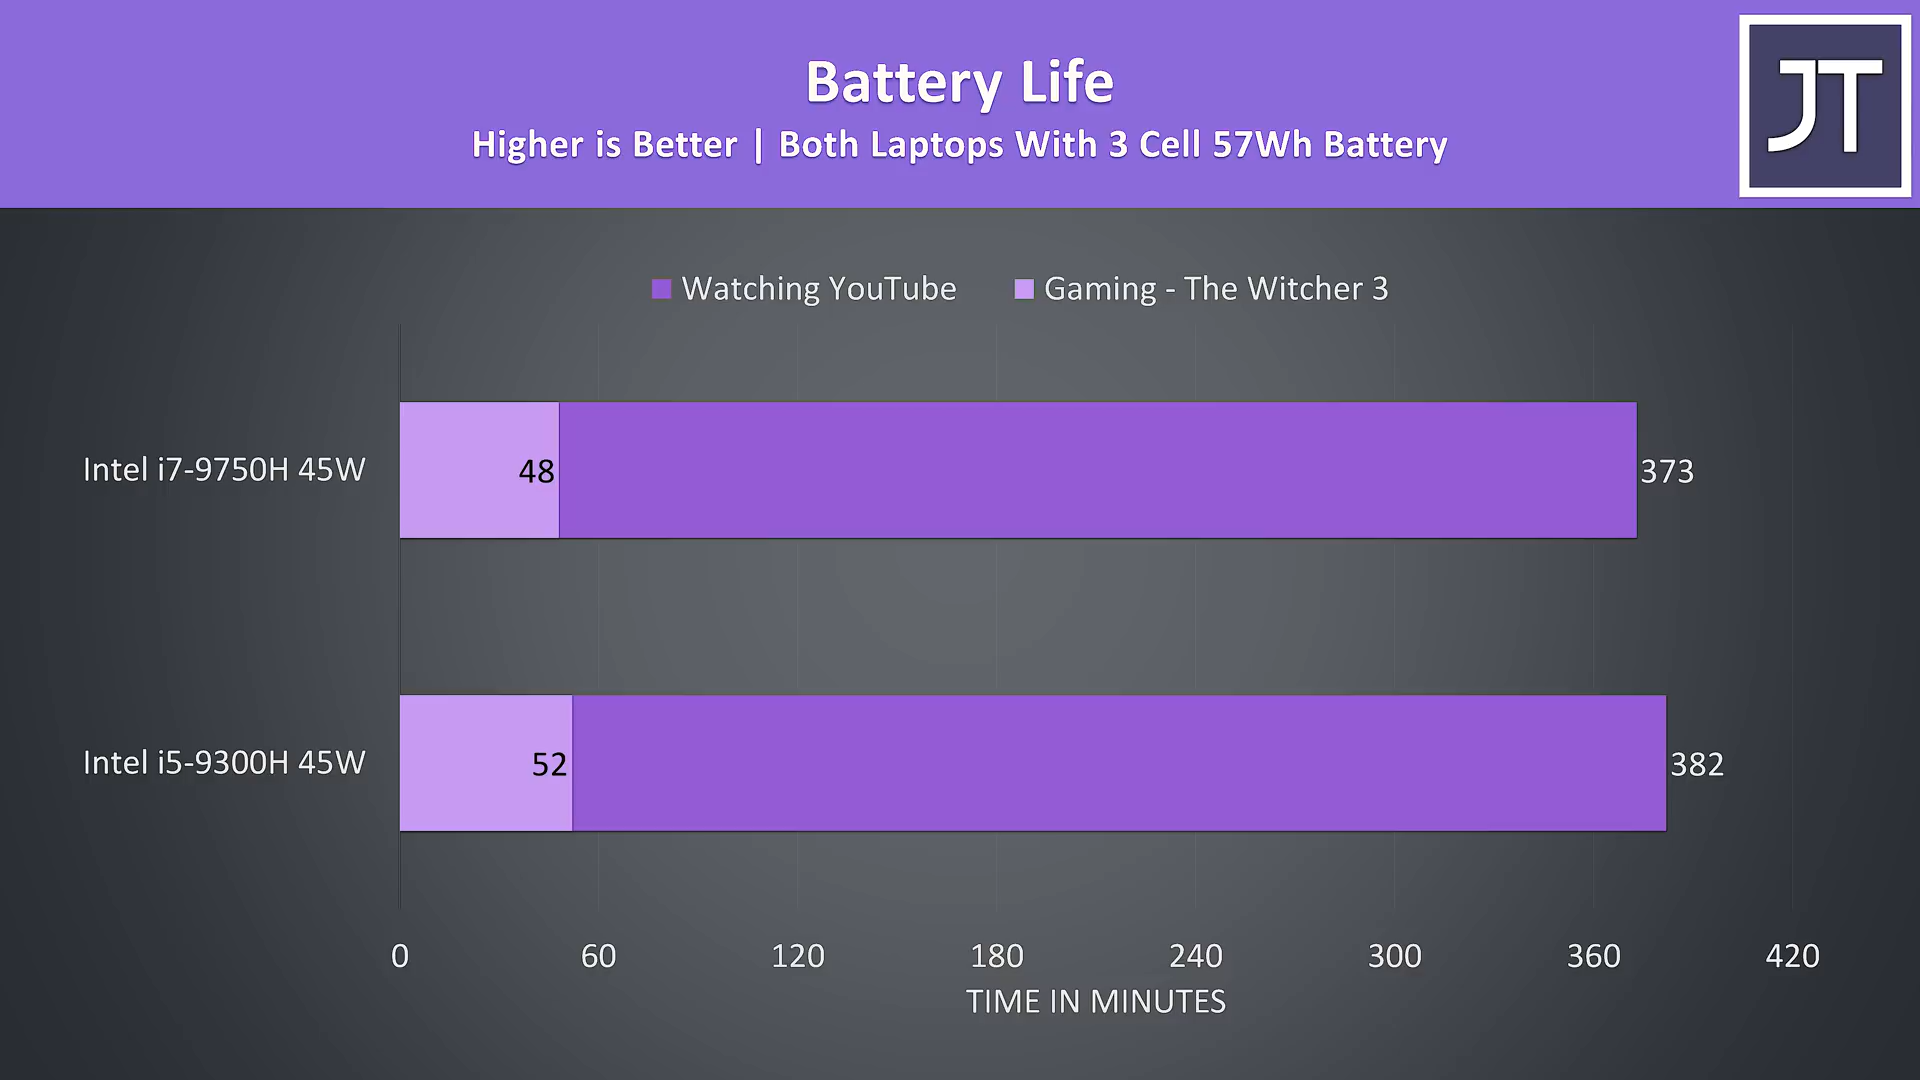 Battery Life
Higher is Better | Both Laptops With 3 Cell 57Wh Battery
JT
Watching YouTube
Gaming - The Witcher 3
Intel i7-9750H 45W
48
373
Intel i5-9300H 45W
52
382
0 60 120 180 240 300 360 420
TIME IN MINUTES